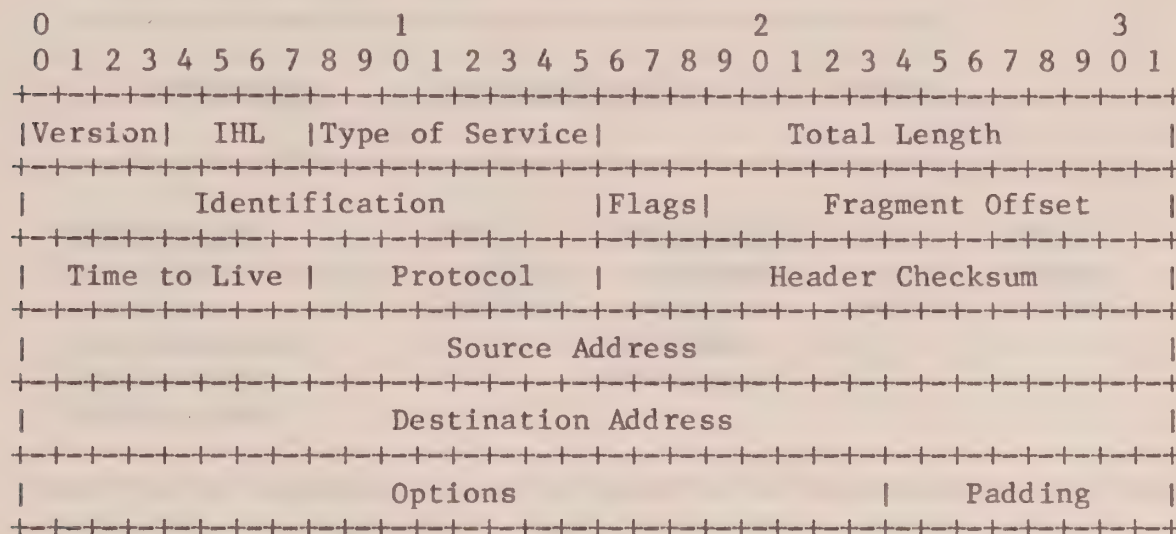 0                   1                   2                   3
 0 1 2 3 4 5 6 7 8 9 0 1 2 3 4 5 6 7 8 9 0 1 2 3 4 5 6 7 8 9 0 1
+-+-+-+-+-+-+-+-+-+-+-+-+-+-+-+-+-+-+-+-+-+-+-+-+-+-+-+-+-+-+-+-+
|Version|  IHL  |Type of Service|          Total Length         |
+-+-+-+-+-+-+-+-+-+-+-+-+-+-+-+-+-+-+-+-+-+-+-+-+-+-+-+-+-+-+-+-+
|         Identification        |Flags|      Fragment Offset    |
+-+-+-+-+-+-+-+-+-+-+-+-+-+-+-+-+-+-+-+-+-+-+-+-+-+-+-+-+-+-+-+-+
|  Time to Live |    Protocol   |         Header Checksum       |
+-+-+-+-+-+-+-+-+-+-+-+-+-+-+-+-+-+-+-+-+-+-+-+-+-+-+-+-+-+-+-+-+
|                       Source Address                          |
+-+-+-+-+-+-+-+-+-+-+-+-+-+-+-+-+-+-+-+-+-+-+-+-+-+-+-+-+-+-+-+-+
|                    Destination Address                        |
+-+-+-+-+-+-+-+-+-+-+-+-+-+-+-+-+-+-+-+-+-+-+-+-+-+-+-+-+-+-+-+-+
|                    Options                    |    Padding    |
+-+-+-+-+-+-+-+-+-+-+-+-+-+-+-+-+-+-+-+-+-+-+-+-+-+-+-+-+-+-+-+-+